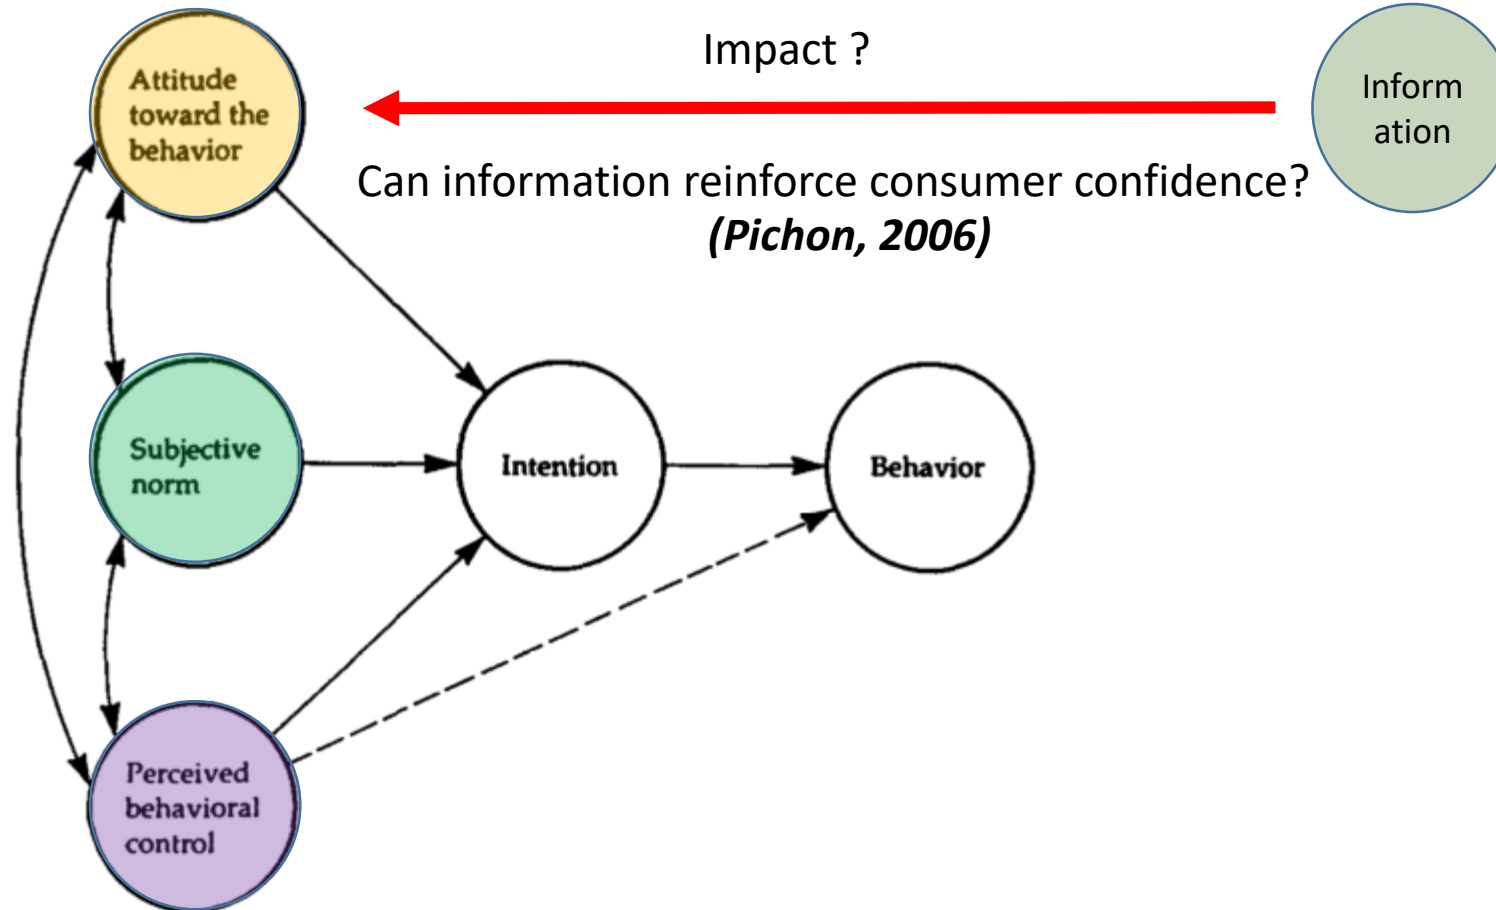 Impact ?
Attitude
toward the
behavior
Inform
ation
Can information reinforce consumer confidence?
(Pichon, 2006)
Subjective
norm
Intention
Behavior
Perceived
behavioral
control